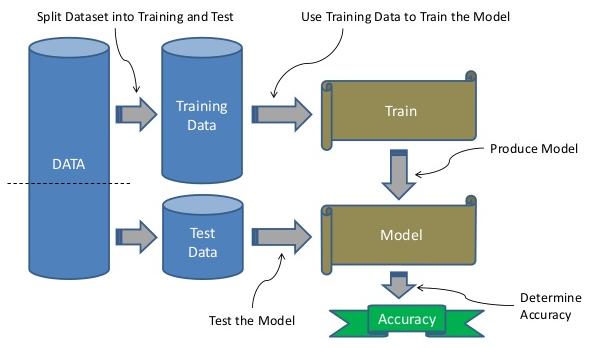 Split Dataset into Training and Test
Use Training Data to Train the Model
Training
Data
Train
DATA
Produce Model
Test
Data
Model
Test the Model
Determine
Accuracy
Accuracy